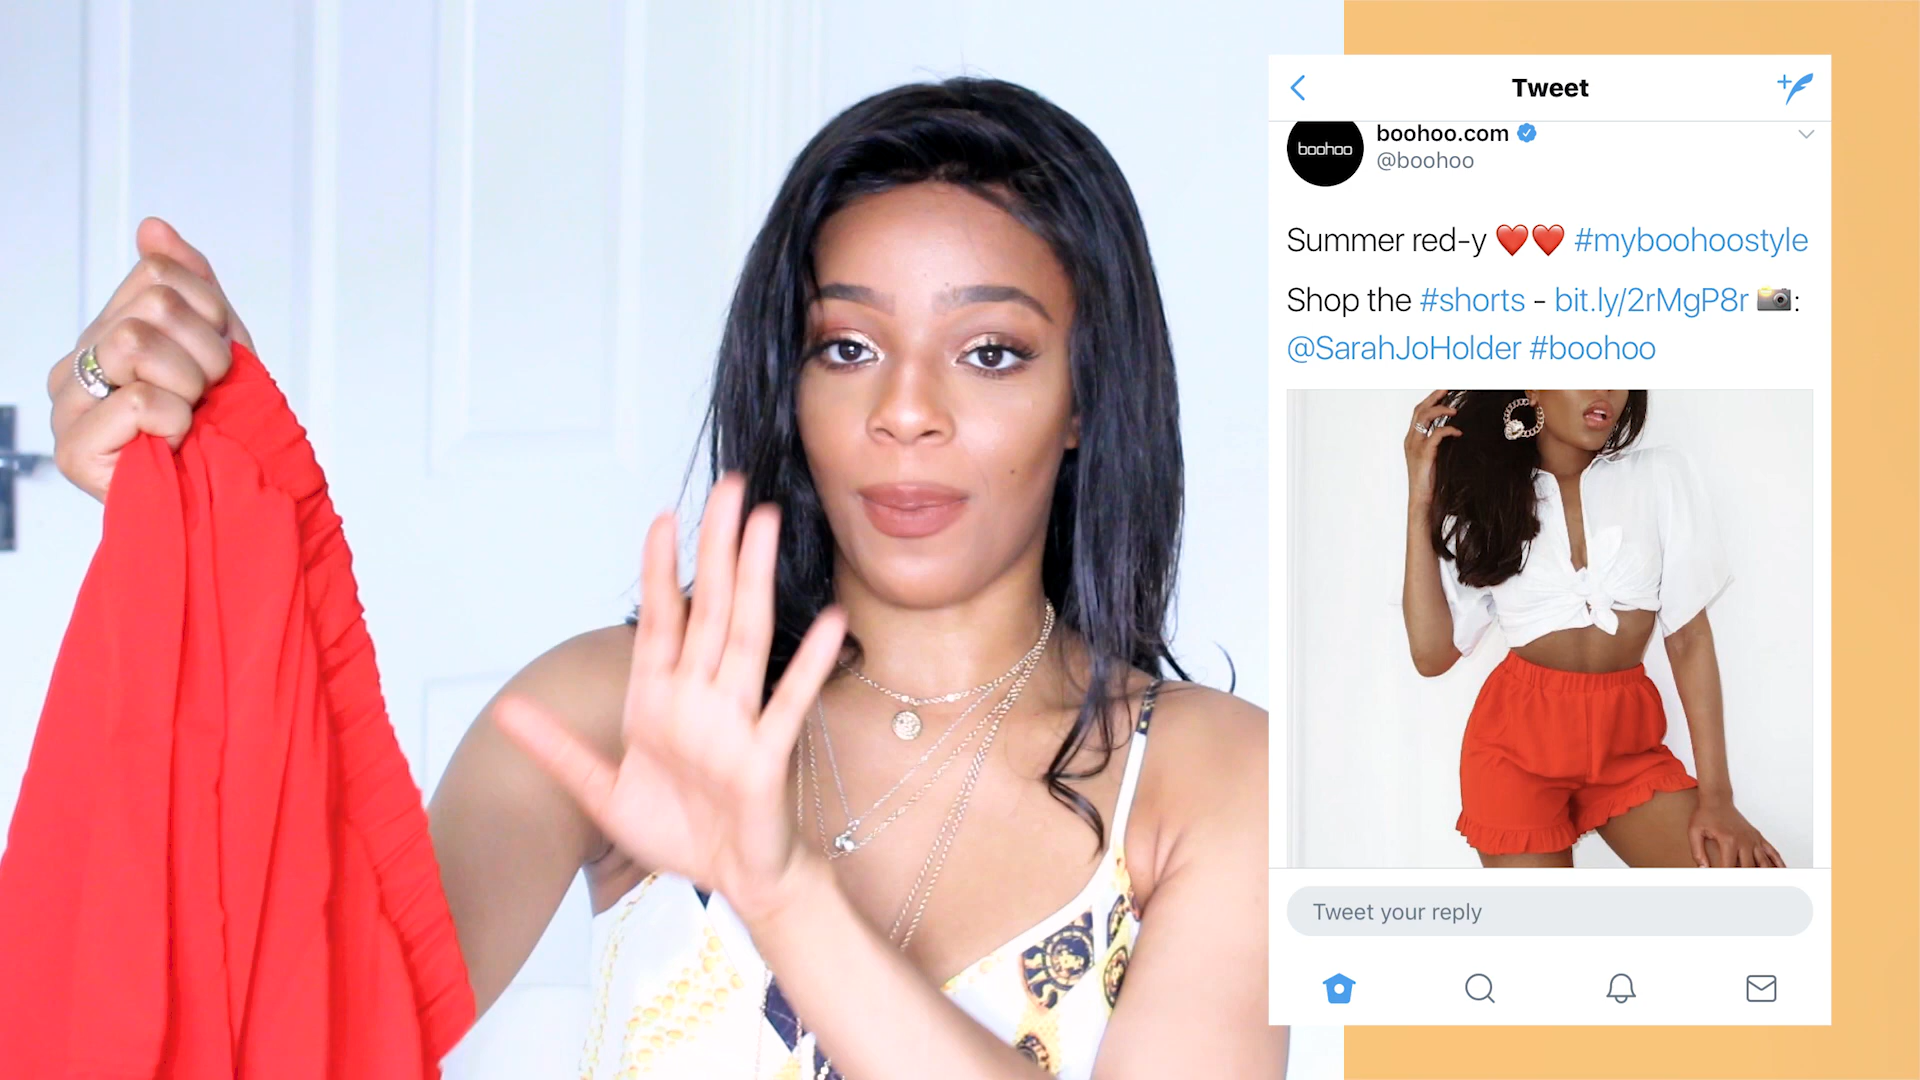 Tweet
boohoo
boohoo.com
@boohoo
Summer red-y ❤️❤️ #myboohoostyle
Shop the #shorts - bit.ly/2rMgP8r 📷:
@SarahJoHolder #boohoo
Tweet your reply